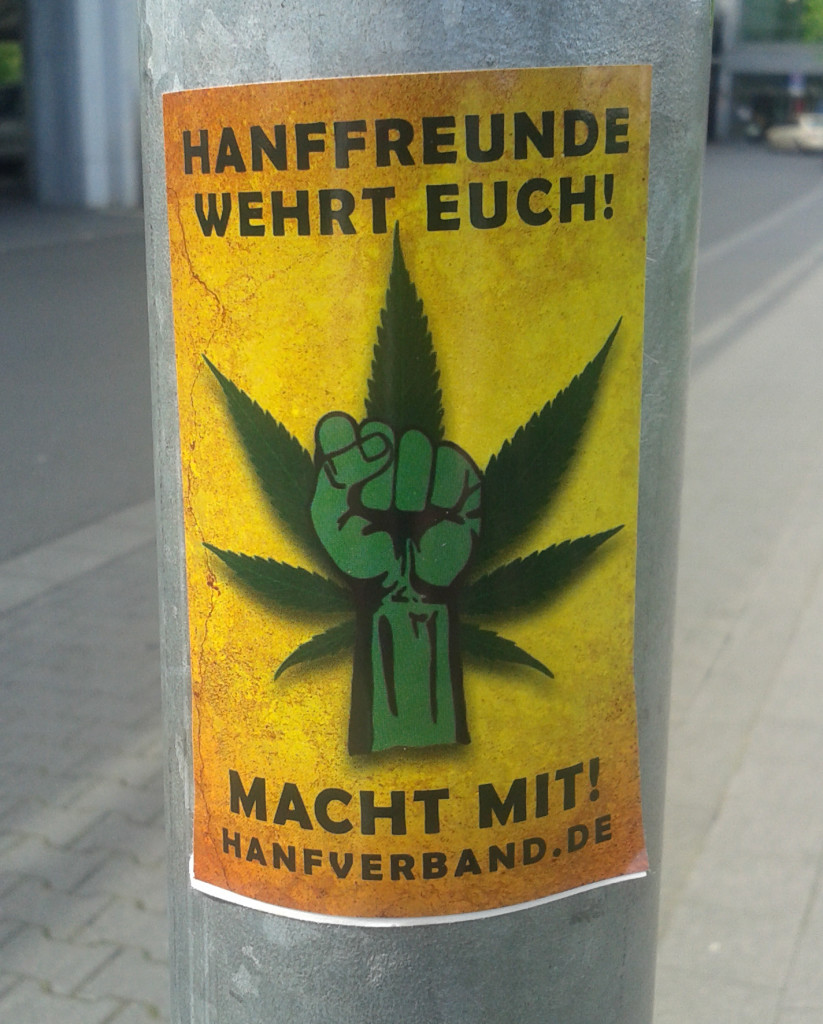 HANFFREUNDE
WEHRT EUCH!
MACHT MIT!
HANFVERBAND.DE